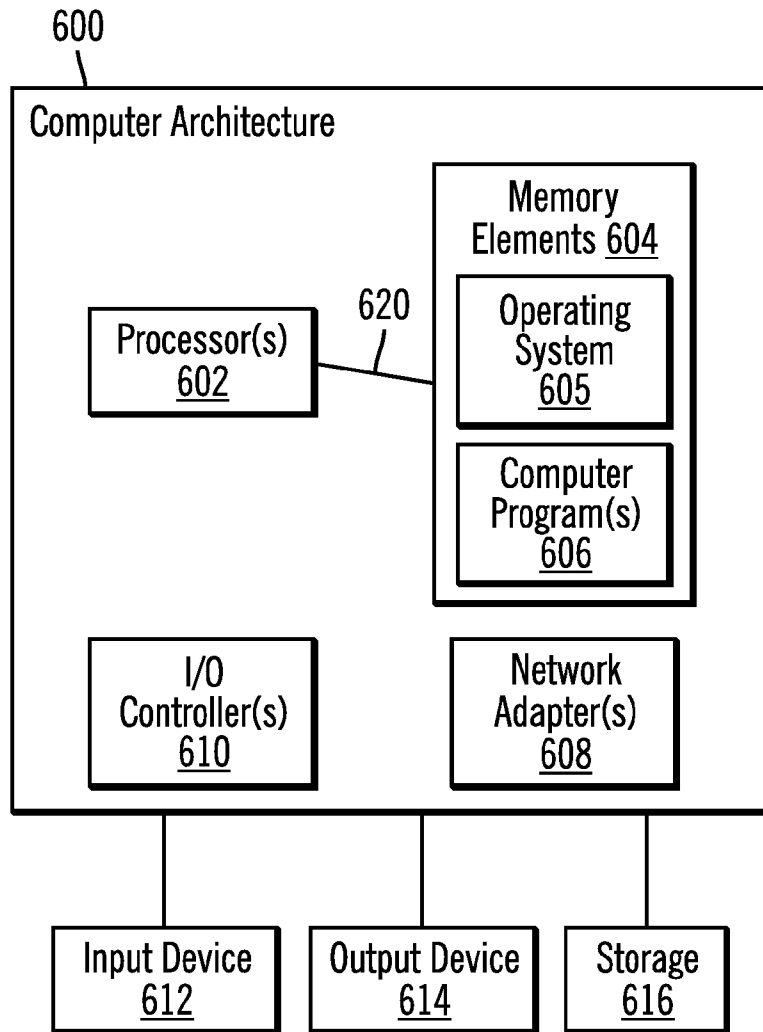 600
Computer Architecture
Memory
Elements 604
Operating
System
605
620
Processor(s)
602
Computer
Program(s)
606
I/O
Controller(s)
610
Network
Adapter(s)
608
Input Device
612
Output Device
614
Storage
616